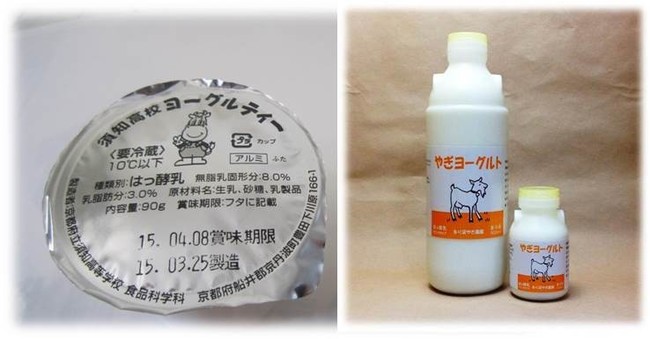 須知高校ヨーグルティー
プラ カップ
アルミ ふた
〈要冷蔵〉
10℃以下
種類別:はっ酵乳 無脂乳固形分:8.0%
乳脂肪分:3.0% 原材料名:生乳、砂糖、乳製品
内容量:90g 賞味期限:フタに記載
15.04.08賞味期限
15.03.25製造
製造者:京都府立須知高等学校 食品科学科 京都府船井郡京丹波町豊田下川原166-1
やぎヨーグルト
やぎヨーグルト